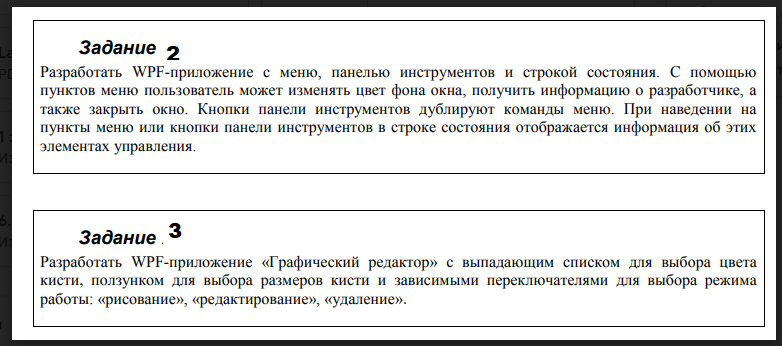 Задание 2
Разработать WPF-приложение с меню, панелью инструментов и строкой состояния. С помощью
пунктов меню пользователь может изменять цвет фона окна, получить информацию о разработчике, а
также закрыть окно. Кнопки панели инструментов дублируют команды меню. При наведении на
пункты меню или кнопки панели инструментов в строке состояния отображается информация об этих
элементах управления.
Задание 3
Разработать WPF-приложение «Графический редактор» с выпадающим списком для выбора цвета
кисти, ползунком для выбора размеров кисти и зависимыми переключателями для выбора режима
работы: «рисование», «редактирование», «удаление».